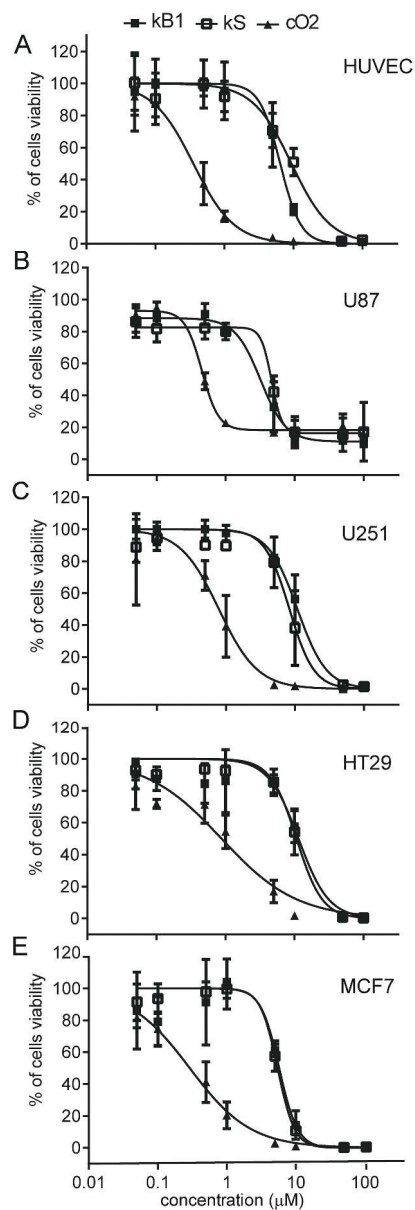 kB1 kS cO2
A
HUVEC
120
100
80
60
40
20
0
% of cells viability
B
U87
120
100
80
60
40
20
0
% of cells viability
C
U251
120
100
80
60
40
20
0
% of cells viability
D
HT29
120
100
80
60
40
20
0
% of cells viability
E
MCF7
120
100
80
60
40
20
0
% of cells viability
0.01 0.1 1 10 100
concentration (μM)